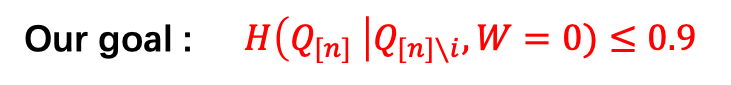 Our goal : H(Q[n] |Q[n]\i, W = 0) ≤ 0.9